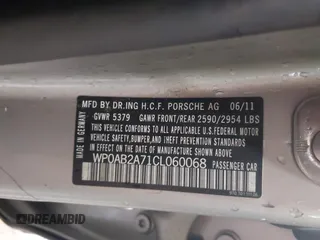 MFD BY: DR.ING H.C.F. PORSCHE AG 06/11
GVWR 5379 GAWR FRONT/REAR 2590/2954 LBS
THIS VEHICLE CONFORMS TO ALL APPLICABLE FEDERAL MOTOR VEHICLE
SAFETY, BUMPER, AND THEFT PREVENTION STANDARDS
IN EFFECT ON THE DATE OF MANUFACTURE SHOWN ABOVE
WP0AB2A71CL060068 PASSENGER CAR
MADE IN GERMANY
DREAMBID